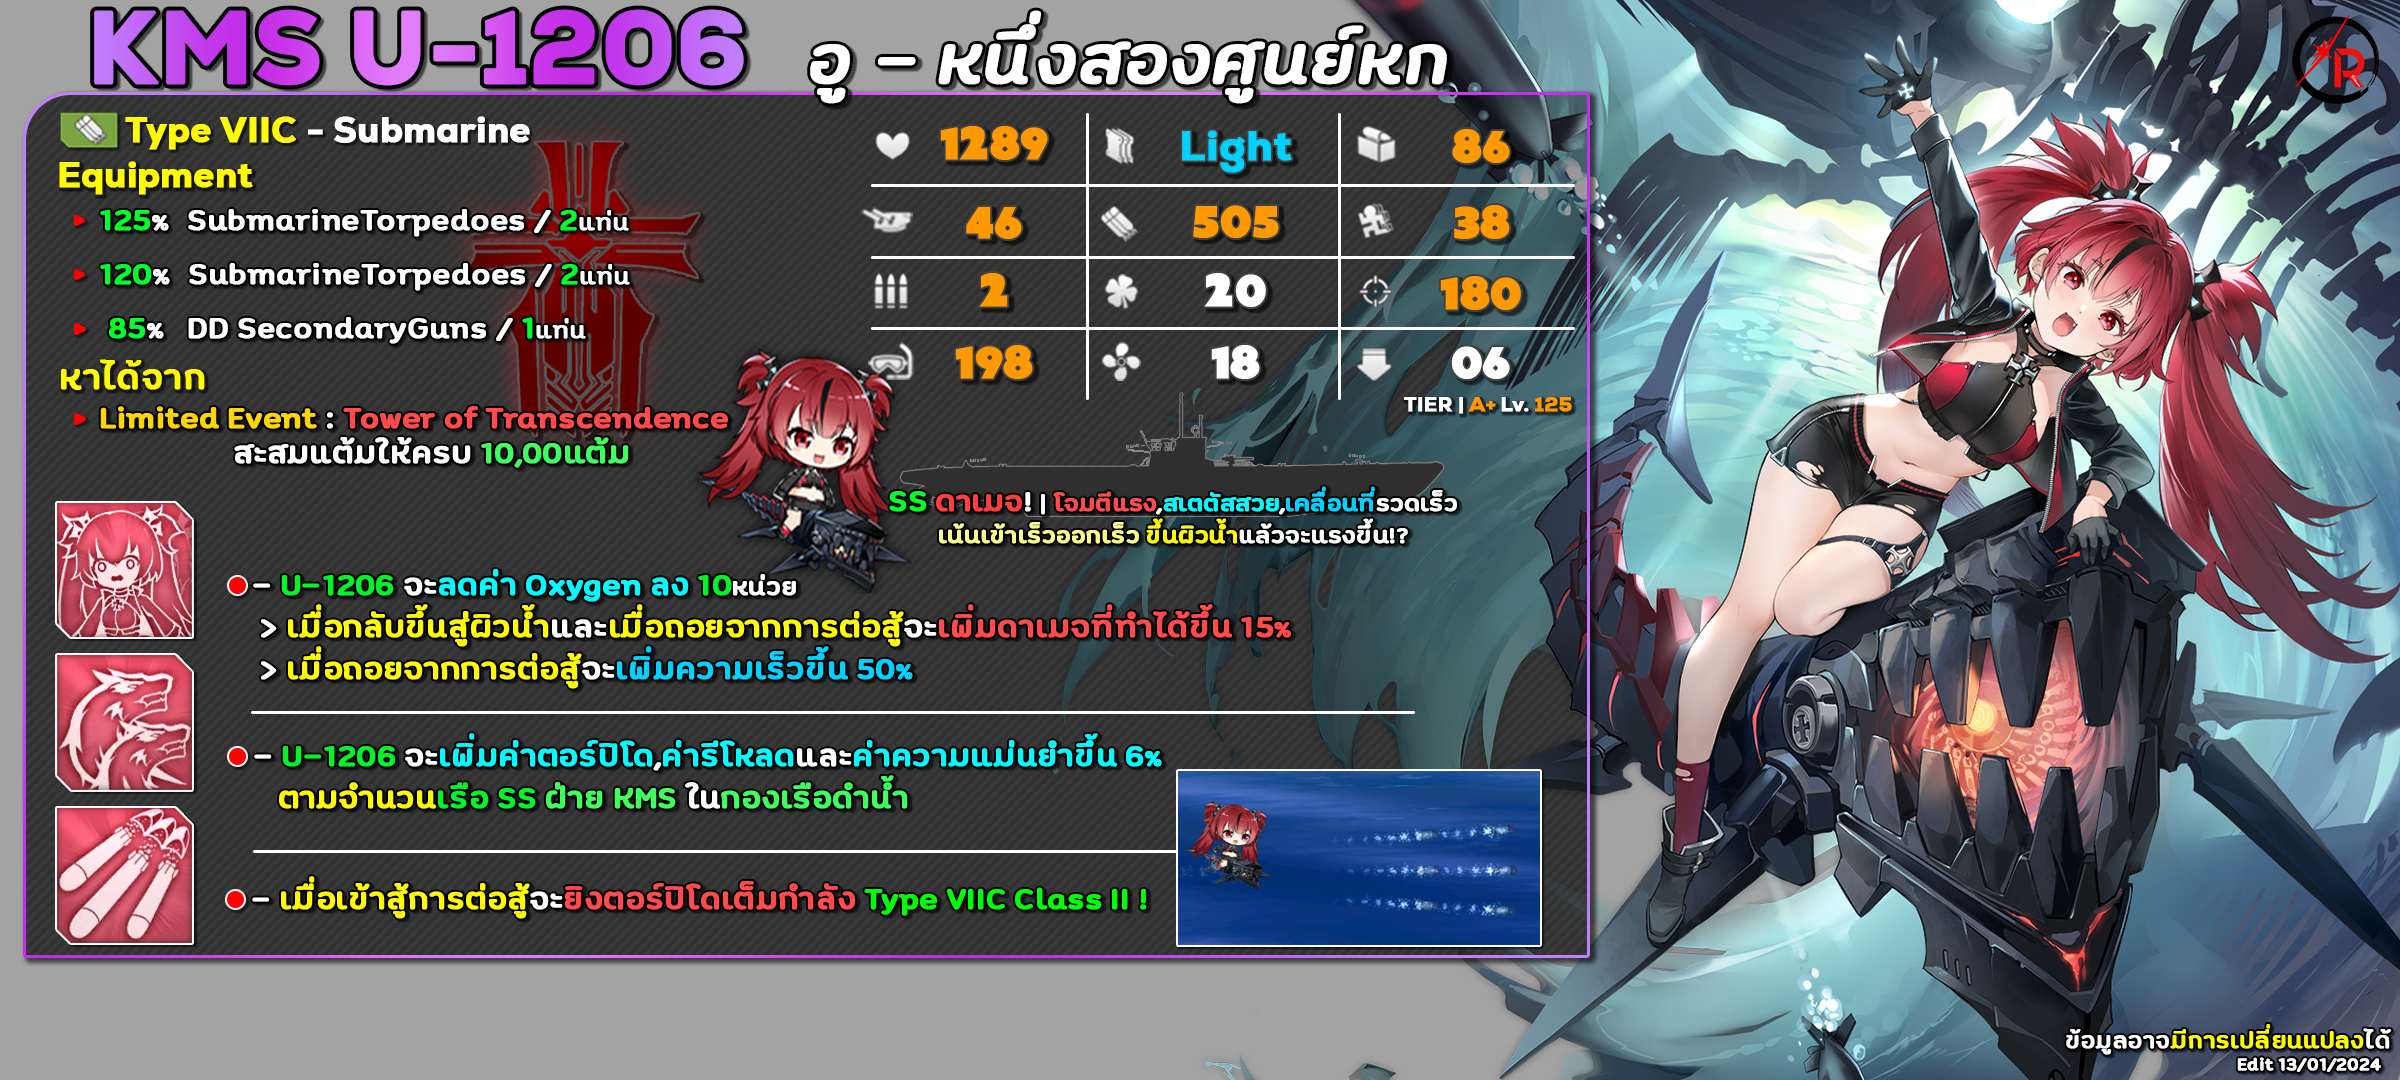 KMS U-1206 อู - หนึ่งสองศูนย์หก
Type VIIC - Submarine
Equipment
125% SubmarineTorpedoes / 2แท่น
120% SubmarineTorpedoes / 2แท่น
85% DD SecondaryGuns / 1แท่น
หาได้จาก
Limited Event : Tower of Transcendence
สะสมแต้มให้ครบ 10,00แต้ม
1289 Light 86
46 505 38
2 20 180
198 18 06
TIER | A+ Lv. 125
SS ดาเมจ! | โจมตีแรง,สเตตัสสวย,เคลื่อนที่รวดเร็ว
เน้นเข้าเร็วออกเร็ว ขึ้นผิวน้ำแล้วจะแรงขึ้น!?
- U-1206 จะลดค่า Oxygen ลง 10หน่วย
> เมื่อกลับขึ้นสู่ผิวน้ำและเมื่อถอยจากการต่อสู้จะเพิ่มดาเมจที่ทำได้ขึ้น 15%
> เมื่อถอยจากการต่อสู้จะเพิ่มความเร็วขึ้น 50%
- U-1206 จะเพิ่มค่าตอร์ปิโด,ค่ารีโหลดและค่าความแม่นยำขึ้น 6%
ตามจำนวนเรือ SS ฝ่าย KMS ในกองเรือดำน้ำ
- เมื่อเข้าสู้การต่อสู้จะยิงตอร์ปิโดเต็มกำลัง Type VIIC Class II !
R
ข้อมูลอาจมีการเปลี่ยนแปลงได้
Edit 13/01/2024